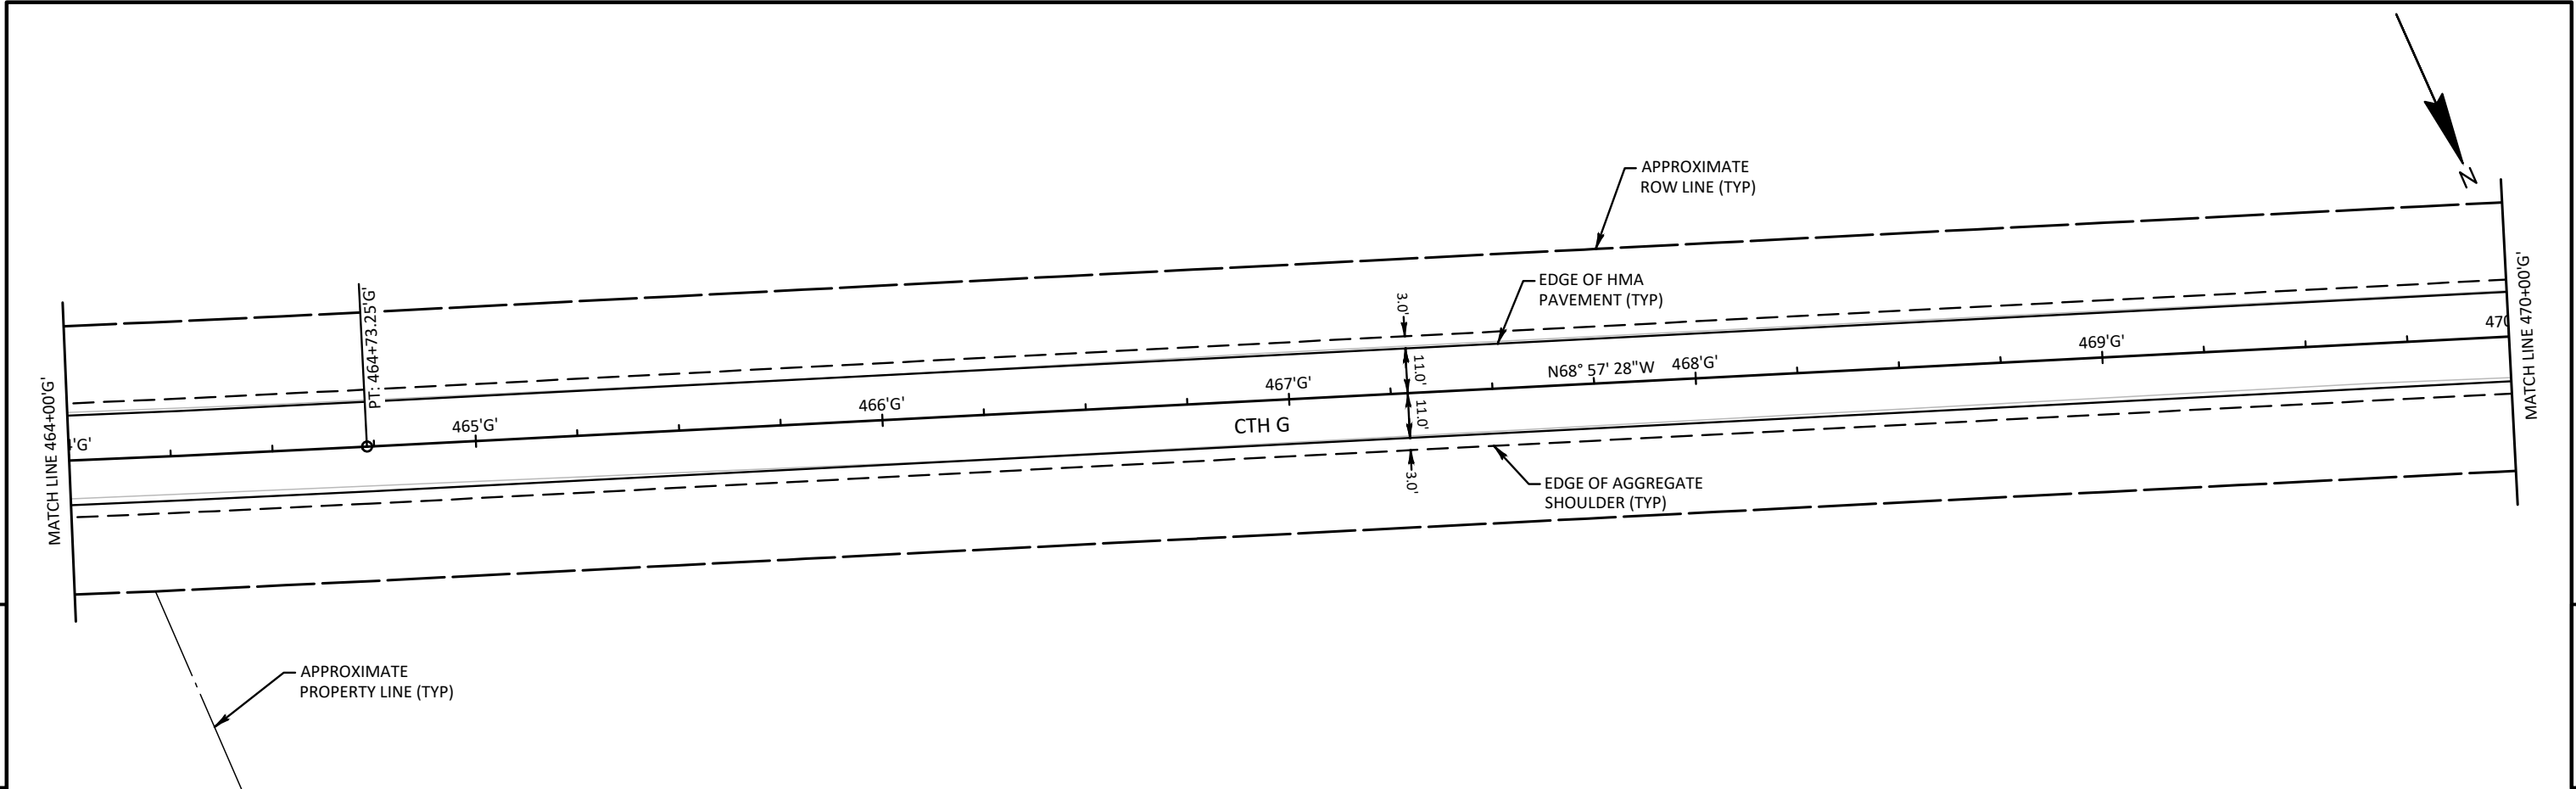 N
APPROXIMATE
ROW LINE (TYP)
EDGE OF HMA
PAVEMENT (TYP)
MATCH LINE 464+00'G'
PT: 464+73.25'G'
465'G'
466'G'
467'G'
N68° 57' 28"W
468'G'
469'G'
470
MATCH LINE 470+00'G'
3.0'
11.0'
11.0'
3.0'
CTH G
'G'
EDGE OF AGGREGATE
SHOULDER (TYP)
APPROXIMATE
PROPERTY LINE (TYP)